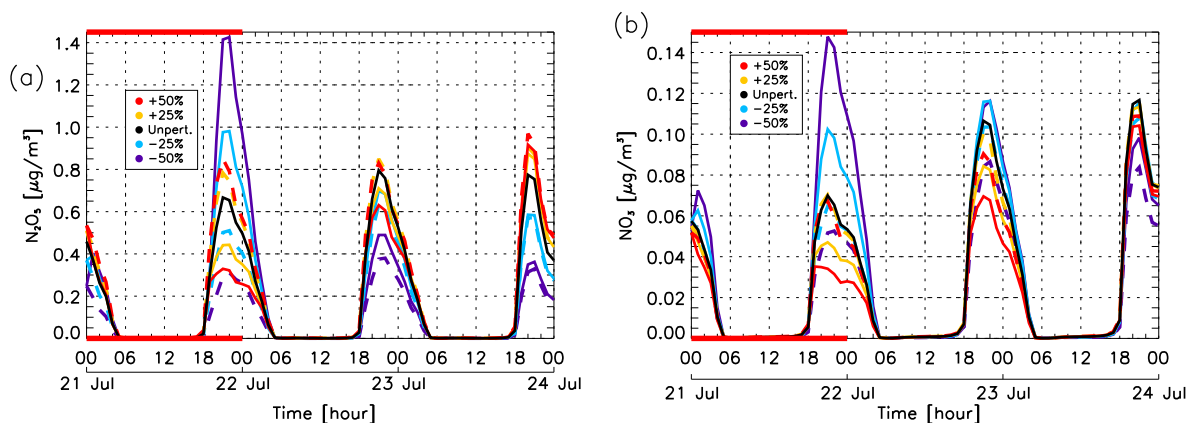 (a)
N₂O₅ [μg/m³]
1.4
1.2
1.0
0.8
0.6
0.4
0.2
0.0
+50%
+25%
Unpert.
−25%
−50%
00 06 12 18 00 06 12 18 00 06 12 18 00
21 Jul 22 Jul 23 Jul 24 Jul
Time [hour]
(b)
NO₃ [μg/m³]
0.14
0.12
0.10
0.08
0.06
0.04
0.02
0.00
+50%
+25%
Unpert.
−25%
−50%
00 06 12 18 00 06 12 18 00 06 12 18 00
21 Jul 22 Jul 23 Jul 24 Jul
Time [hour]